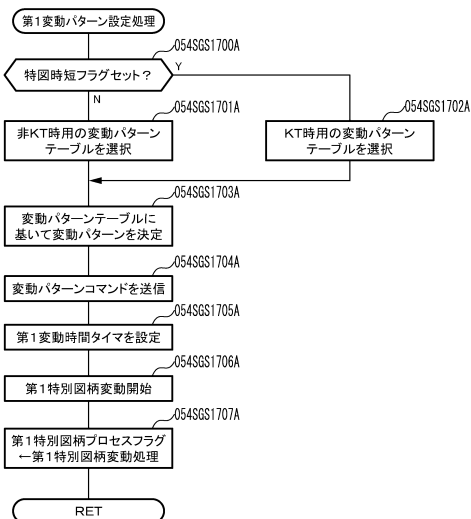 第1変動パターン設定処理
054SGS1700A
特図時短フラグセット?
Y
N
054SGS1701A
非KT時用の変動パターン
テーブルを選択
054SGS1702A
KT時用の変動パターン
テーブルを選択
054SGS1703A
変動パターンテーブルに
基いて変動パターンを決定
054SGS1704A
変動パターンコマンドを送信
054SGS1705A
第1変動時間タイマを設定
054SGS1706A
第1特別図柄変動開始
054SGS1707A
第1特別図柄プロセスフラグ
←第1特別図柄変動処理
RET